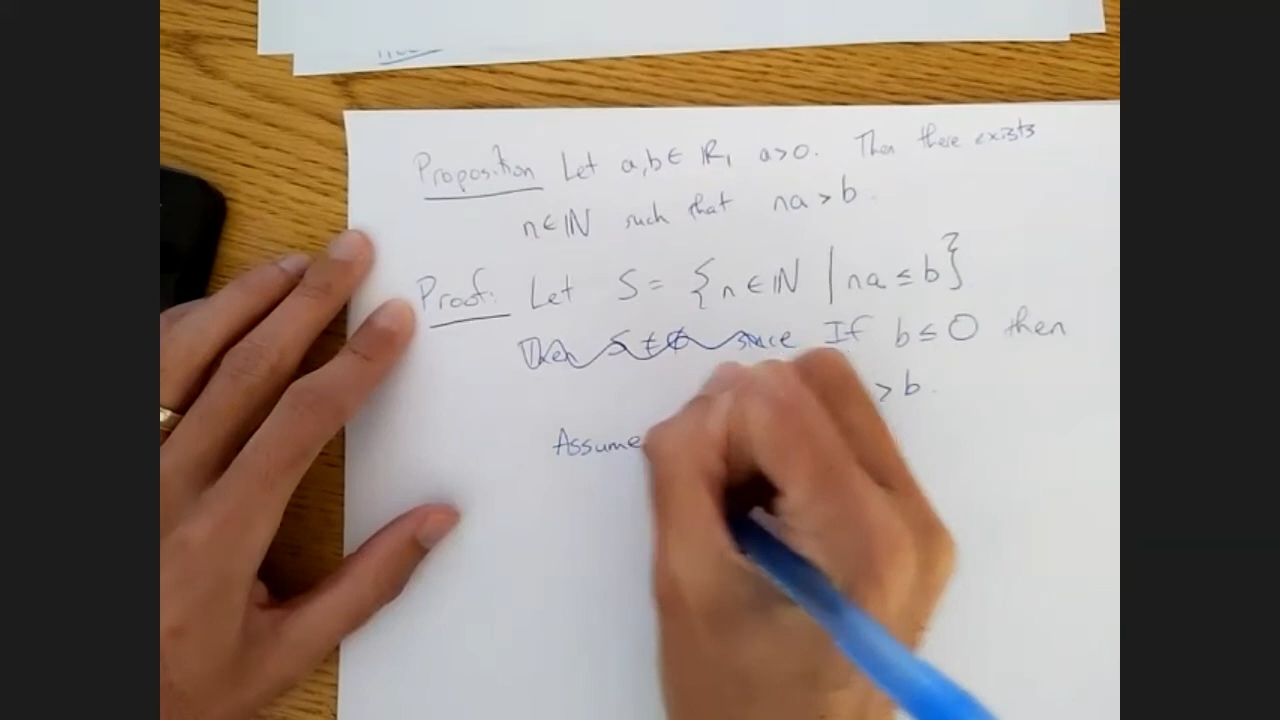 Proposition Let a, b ∈ ℝ, a > 0. Then there exists
n ∈ ℕ such that na > b.
Proof: Let S = {n ∈ ℕ | na ≤ b}
Then S ≠ ∅ since If b ≤ 0 then
> b.
Assume